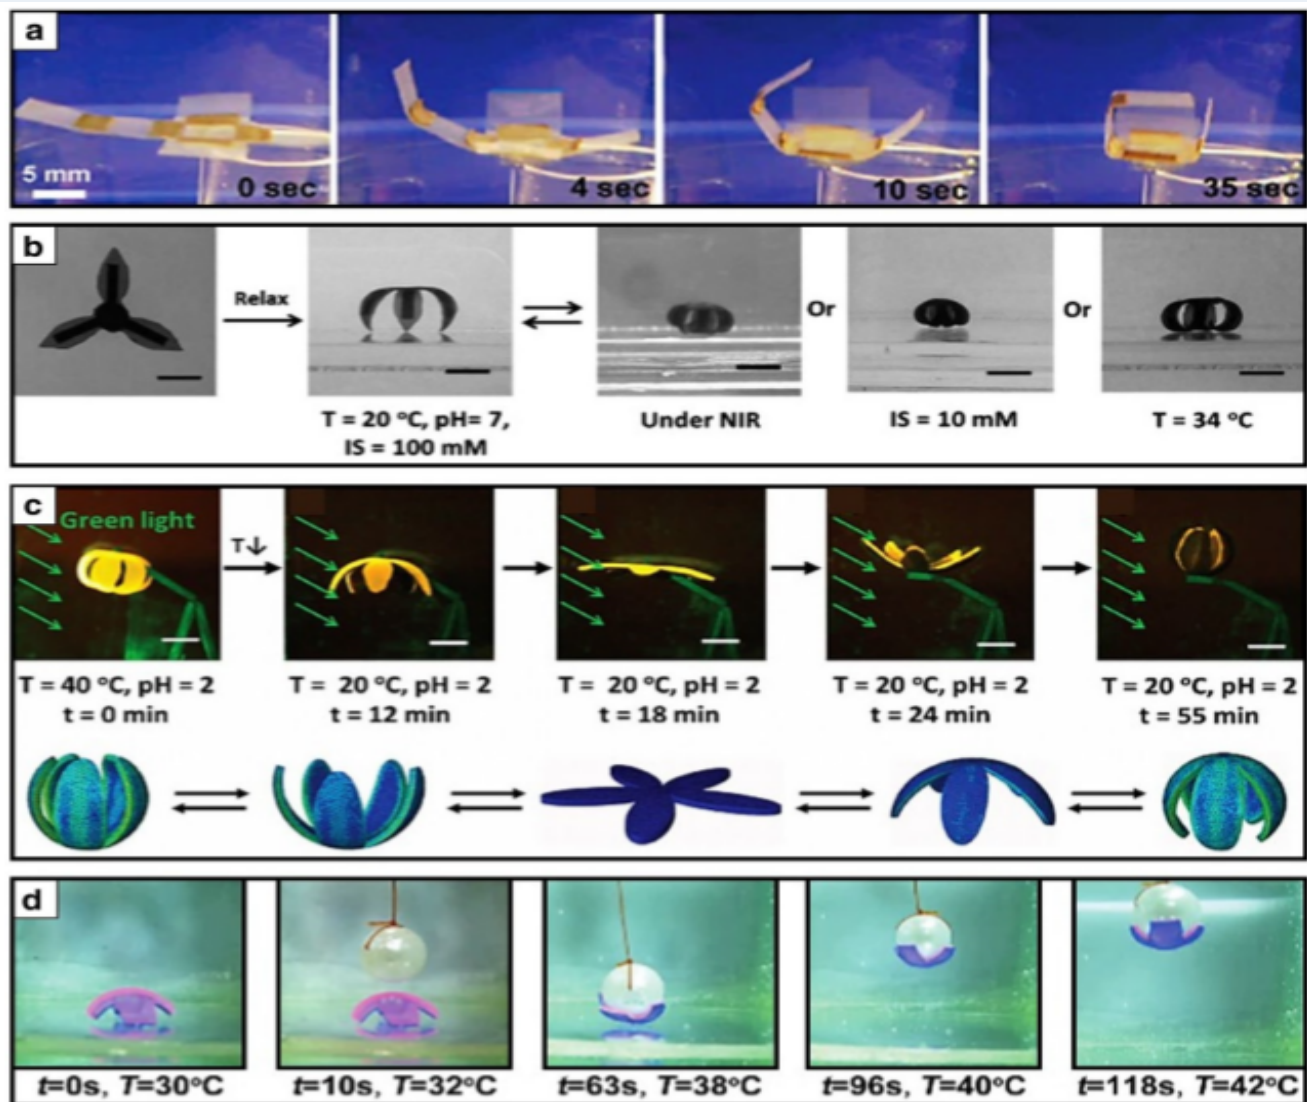 a
5 mm
0 sec
4 sec
10 sec
35 sec
b
Relax
Or
Or
T = 20 °C, pH= 7,
IS = 100 mM
Under NIR
IS = 10 mM
T = 34 °C
c
Green light
T↓
T = 40 °C, pH = 2
t = 0 min
T = 20 °C, pH = 2
t = 12 min
T = 20 °C, pH = 2
t = 18 min
T = 20 °C, pH = 2
t = 24 min
T = 20 °C, pH = 2
t = 55 min
d
t=0s, T=30°C
t=10s, T=32°C
t=63s, T=38°C
t=96s, T=40°C
t=118s, T=42°C